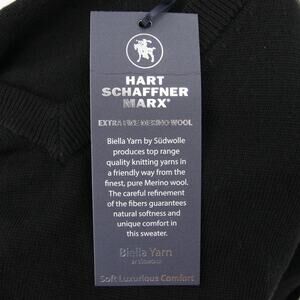 HART
SCHAFFNER
MARX®
EXTRA FINE MERINO WOOL
Biella Yarn by Südwolle
produces top range
quality knitting yarns in
a friendly way from the
finest, pure Merino wool.
The careful refinement
of the fibers guarantees
natural softness and
unique comfort in
this sweater.
Biella Yarn
BY SÜDWOLLE
Soft Luxurious Comfort